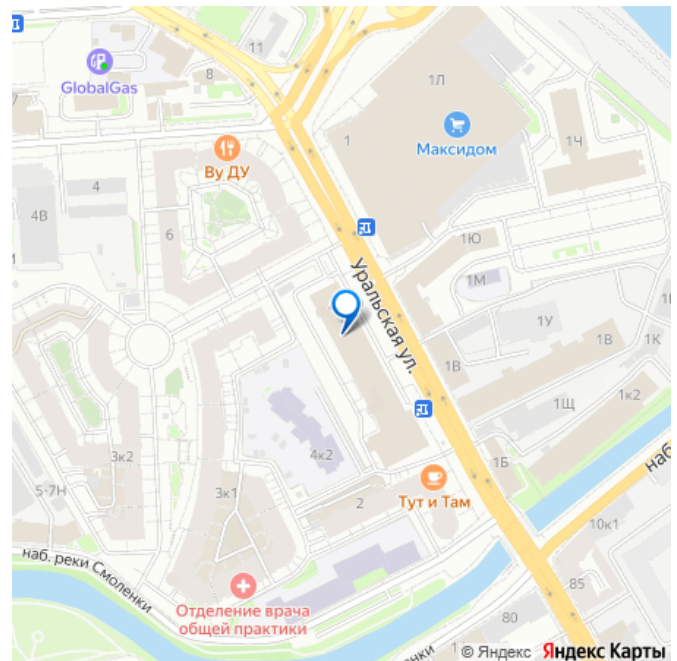 11
1Л
GlobalGas
8
1
Максидом
1Ч
Ву ДУ
4
4В
6
1Ю
1М
Уральская ул.
1У
1В
1В
1К
1Щ
1к2
3к2
4к2
5-7Н
3к1
2
Тут и Там
1Б
наб
10к1
наб. реки Смоленки
85
Отделение врача
общей практики
80
© Яндекс Яндекс Карты